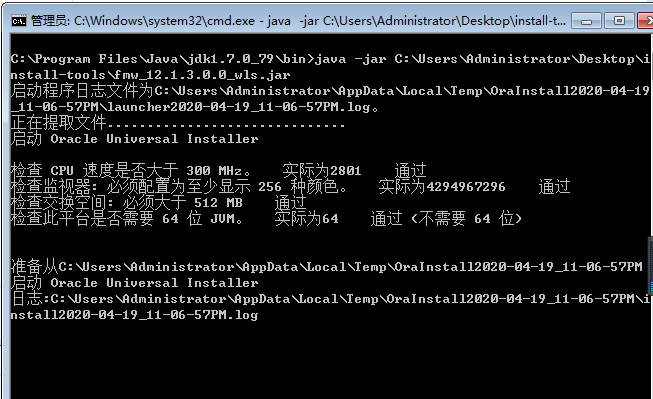 管理员: C:\Windows\system32\cmd.exe - java  -jar C:\Users\Administrator\Desktop\install-t...
C:\Program Files\Java\jdk1.7.0_79\bin>java -jar C:\Users\Administrator\Desktop\i
nstall-tools\fmw_12.1.3.0.0_wls.jar
启动程序日志文件为C:\Users\Administrator\AppData\Local\Temp\OraInstall2020-04-19
_11-06-57PM\launcher2020-04-19_11-06-57PM.log。
正在提取文件..............................
启动 Oracle Universal Installer
检查 CPU 速度是否大于 300 MHz。   实际为2801    通过
检查监视器: 必须配置为至少显示 256 种颜色。   实际为4294967296    通过
检查交换空间: 必须大于 512 MB    通过
检查此平台是否需要 64 位 JVM。   实际为64    通过 (不需要 64 位)
准备从C:\Users\Administrator\AppData\Local\Temp\OraInstall2020-04-19_11-06-57PM
启动 Oracle Universal Installer
日志:C:\Users\Administrator\AppData\Local\Temp\OraInstall2020-04-19_11-06-57PM\i
nstall2020-04-19_11-06-57PM.log